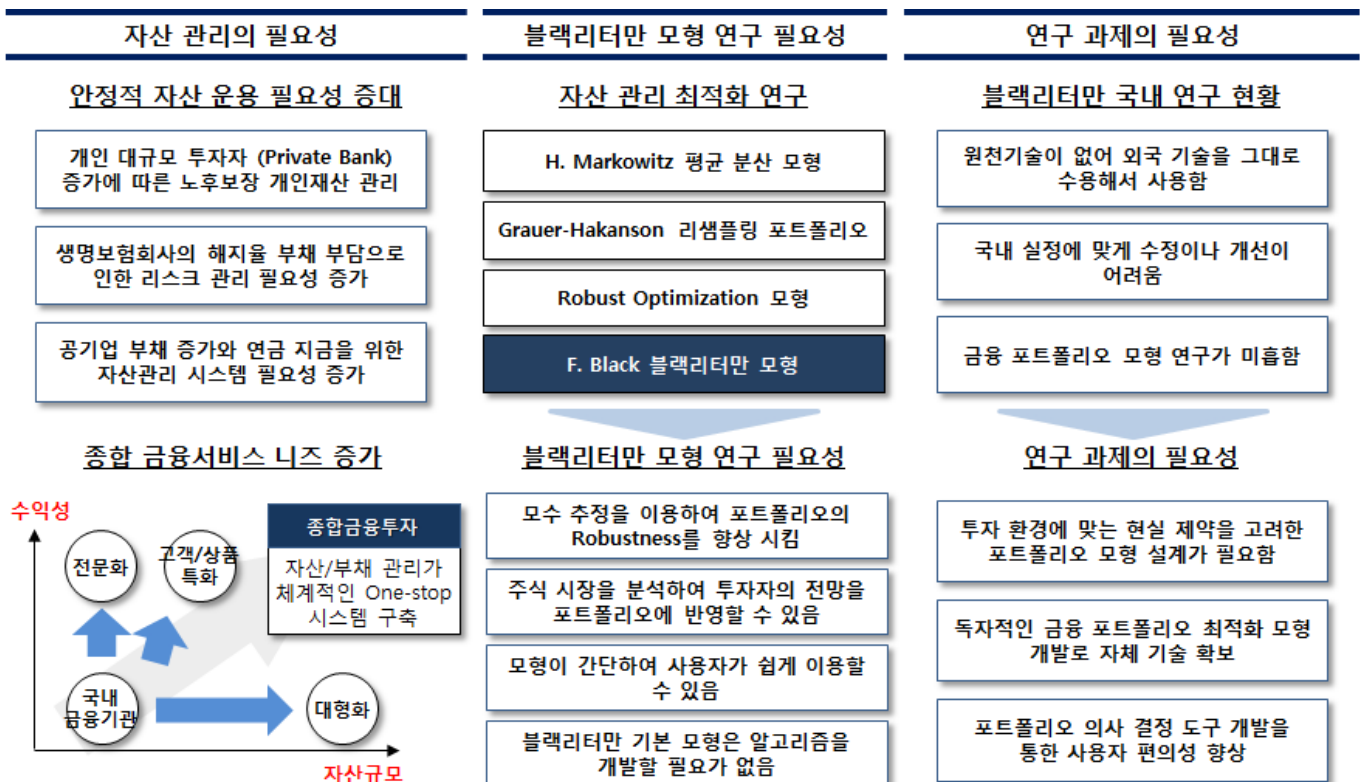 자산 관리의 필요성
안정적 자산 운용 필요성 증대
개인 대규모 투자자 (Private Bank)
증가에 따른 노후보장 개인재산 관리
생명보험회사의 해지율 부채 부담으로
인한 리스크 관리 필요성 증가
공기업 부채 증가와 연금 지금을 위한
자산관리 시스템 필요성 증가
종합 금융서비스 니즈 증가
수익성
전문화
고객/상품
특화
종합금융투자
자산/부채 관리가
체계적인 One-stop
시스템 구축
국내
금융기관
대형화
자산규모
블랙리터만 모형 연구 필요성
자산 관리 최적화 연구
H. Markowitz 평균 분산 모형
Grauer-Hakanson 리샘플링 포트폴리오
Robust Optimization 모형
F. Black 블랙리터만 모형
블랙리터만 모형 연구 필요성
모수 추정을 이용하여 포트폴리오의
Robustness를 향상 시킴
주식 시장을 분석하여 투자자의 전망을
포트폴리오에 반영할 수 있음
모형이 간단하여 사용자가 쉽게 이용할
수 있음
블랙리터만 기본 모형은 알고리즘을
개발할 필요가 없음
연구 과제의 필요성
블랙리터만 국내 연구 현황
원천기술이 없어 외국 기술을 그대로
수용해서 사용함
국내 실정에 맞게 수정이나 개선이
어려움
금융 포트폴리오 모형 연구가 미흡함
연구 과제의 필요성
투자 환경에 맞는 현실 제약을 고려한
포트폴리오 모형 설계가 필요함
독자적인 금융 포트폴리오 최적화 모형
개발로 자체 기술 확보
포트폴리오 의사 결정 도구 개발을
통한 사용자 편의성 향상